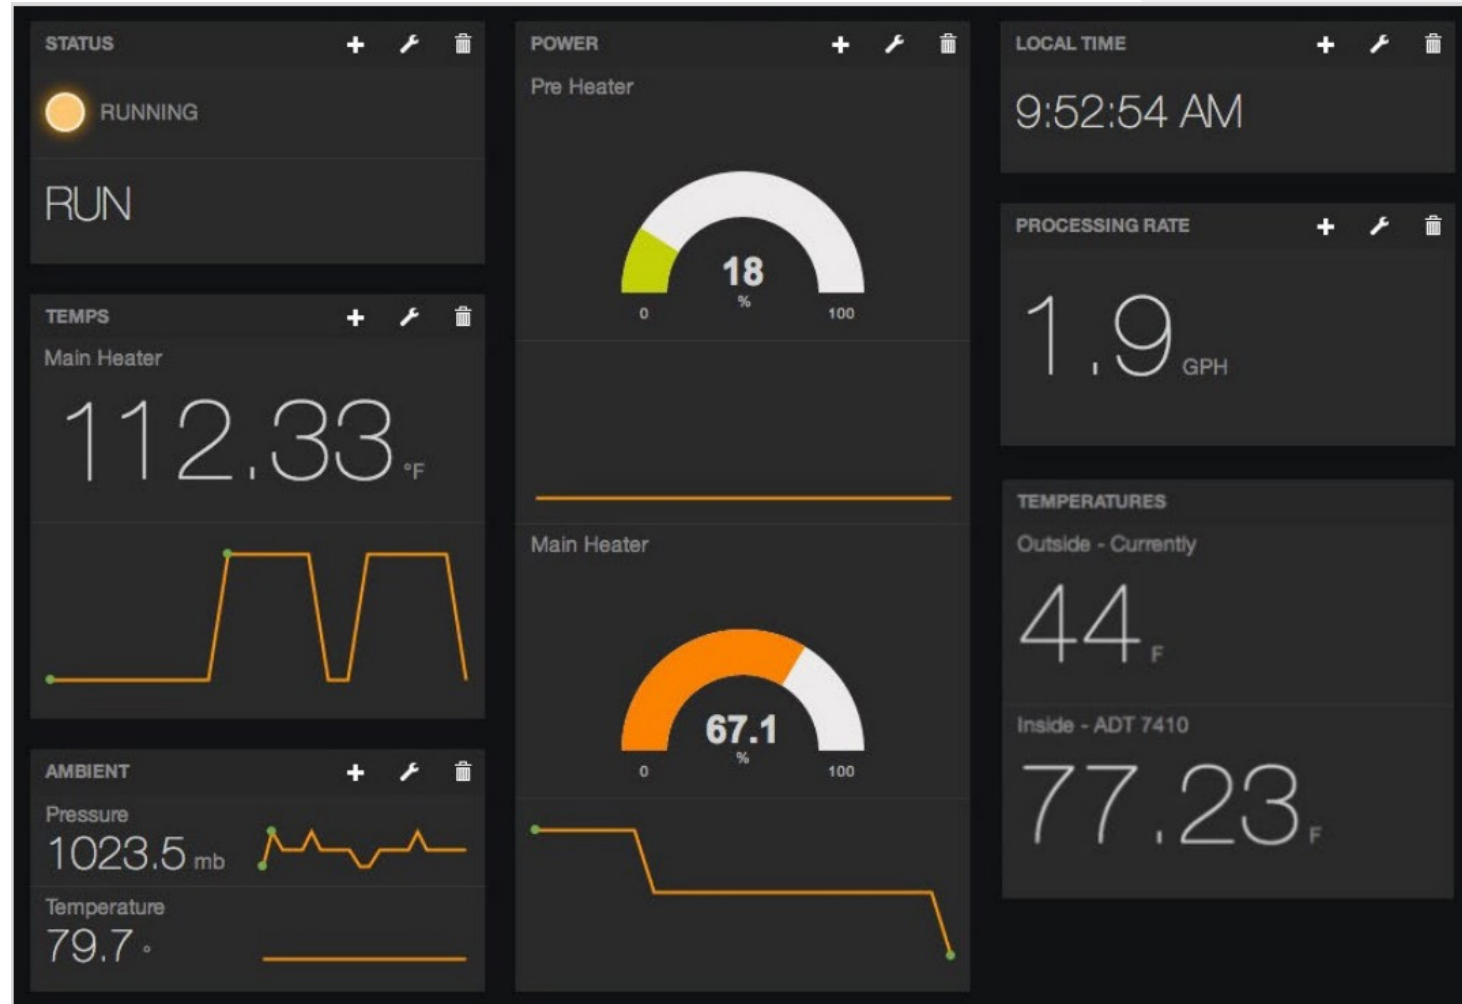 STATUS
RUNNING
RUN
TEMPS
Main Heater
112.33 °F
AMBIENT
Pressure
1023.5 mb
Temperature
79.7 °
POWER
Pre Heater
18
%
0 100
Main Heater
67.1
%
0 100
LOCAL TIME
9:52:54 AM
PROCESSING RATE
1.9 GPH
TEMPERATURES
Outside - Currently
44 F
Inside - ADT 7410
77.23 F